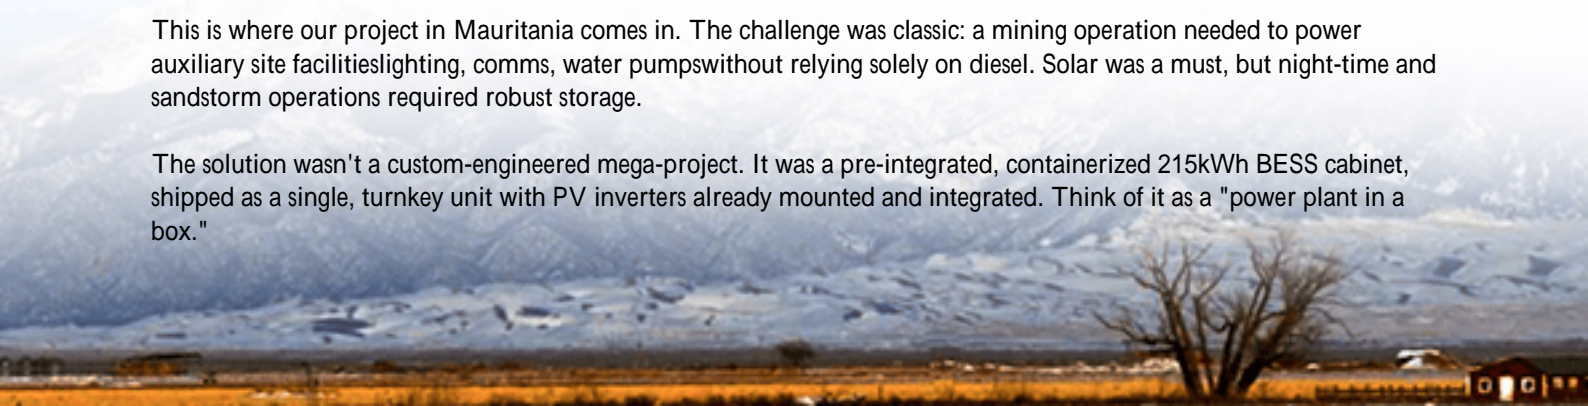 This is where our project in Mauritania comes in. The challenge was classic: a mining operation needed to power
auxiliary site facilitieslighting, comms, water pumpswithout relying solely on diesel. Solar was a must, but night-time and
sandstorm operations required robust storage.
The solution wasn't a custom-engineered mega-project. It was a pre-integrated, containerized 215kWh BESS cabinet,
shipped as a single, turnkey unit with PV inverters already mounted and integrated. Think of it as a "power plant in a
box."